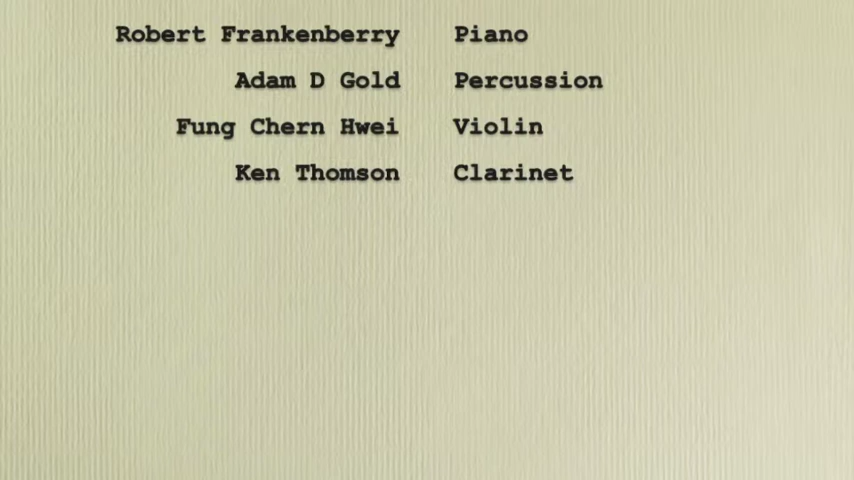 Robert Frankenberry Piano
Adam D Gold Percussion
Fung Chern Hwei Violin
Ken Thomson Clarinet